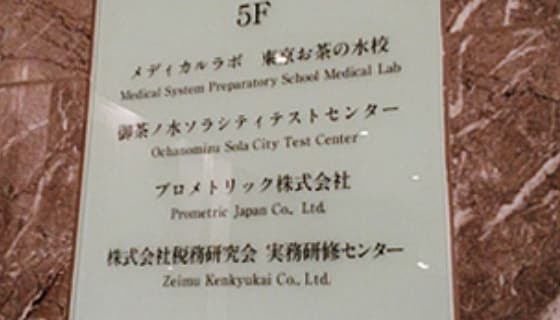 5F
メディカルラボ 東京お茶の水校
Medical System Preparatory School Medical Lab
御茶ノ水ソラシティテストセンター
Ochanomizu Sola City Test Center
プロメトリック株式会社
Prometric Japan Co., Ltd.
株式会社税務研究会 実務研修センター
Zeimu Kenkyukai Co., Ltd.